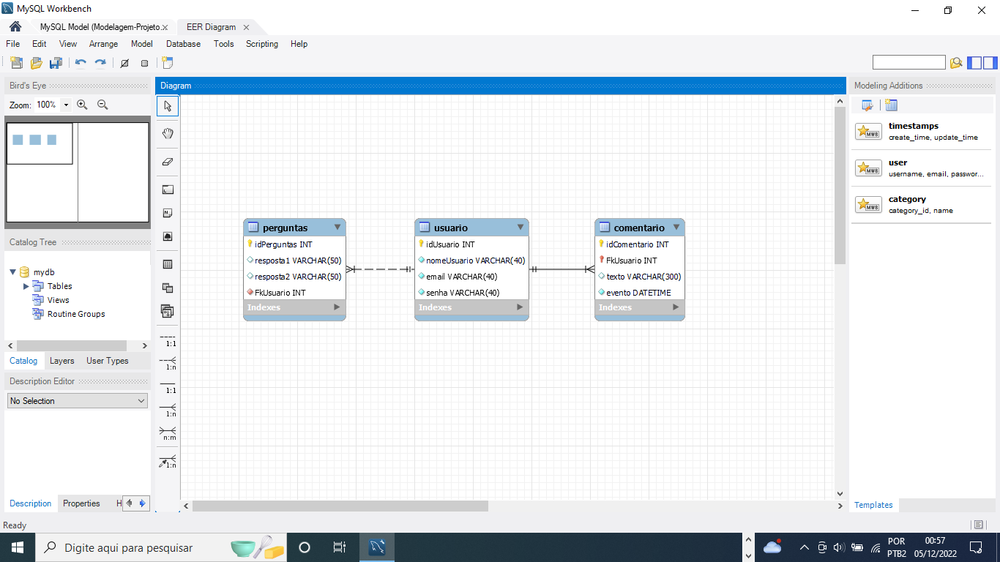 MySQL Workbench
MySQL Model (Modelagem-Projeto.
EER Diagram
File Edit View Arrange Model Database Tools Scripting Help
Bird's Eye
Zoom: 100%
Catalog Tree
mydb
Tables
Views
Routine Groups
Catalog Layers User Types
Description Editor
No Selection
Description Properties H
Diagram
1:1
1:n
1:1
1:n
n:m
1:n
perguntas
idPerguntas INT
resposta1 VARCHAR(50)
resposta2 VARCHAR(50)
FkUsuario INT
Indexes
usuario
idUsuario INT
nomeUsuario VARCHAR(40)
email VARCHAR(40)
senha VARCHAR(40)
Indexes
comentario
idComentario INT
FkUsuario INT
texto VARCHAR(300)
evento DATETIME
Indexes
Modeling Additions
MWB
timestamps
create_time, update_time
MWB
user
username, email, passwor...
MWB
category
category_id, name
Templates
Ready
Digite aqui para pesquisar
POR
PTB2
00:57
05/12/2022